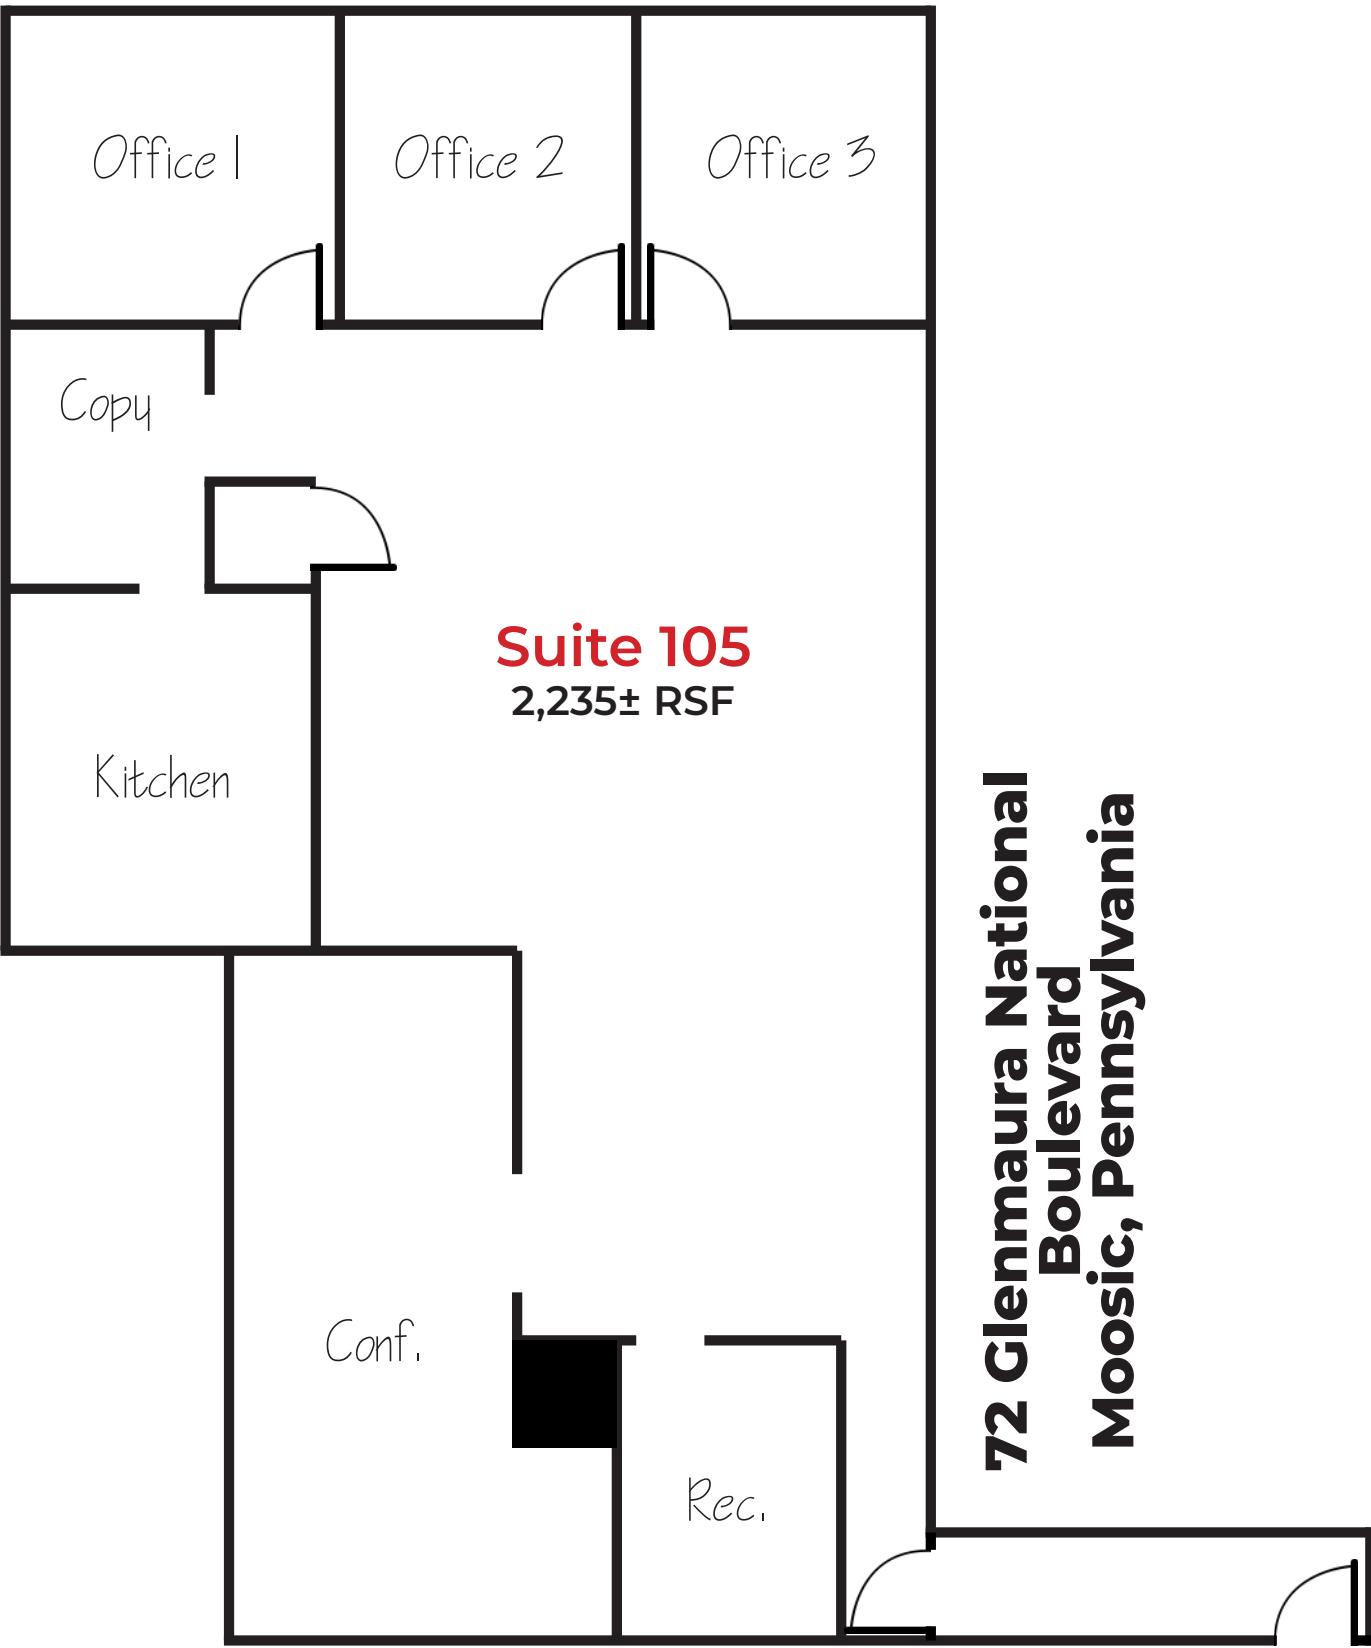 Office 1
Office 2
Office 3
Copy
Suite 105
2,235± RSF
Kitchen
72 Glenmaura National
Boulevard
Moosic, Pennsylvania
Conf.
Rec.